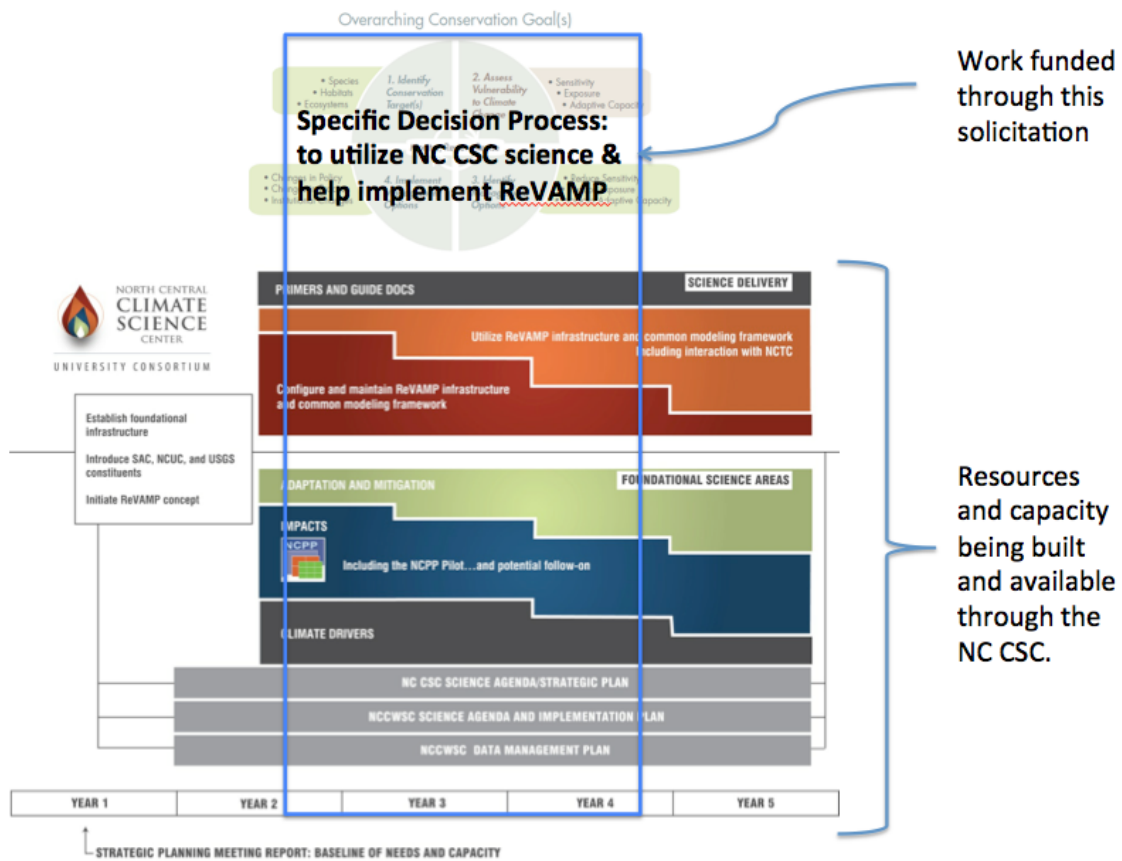 Overarching Conservation Goal(s)
• Species
• Habitats
• Ecosystems
1. Identify
Conservation
Target(s)
2. Assess
Vulnerability
to Climate
• Sensitivity
• Exposure
• Adaptive Capacity
Specific Decision Process:
to utilize NC CSC science &
help implement ReVAMP
• Changes in Policy
4. Implement
Options
3. Identify
Options
• Reduce Sensitivity
Adaptive Capacity
Work funded
through this
solicitation
NORTH CENTRAL
CLIMATE
SCIENCE
CENTER
UNIVERSITY CONSORTIUM
PRIMERS AND GUIDE DOCS
SCIENCE DELIVERY
Utilize ReVAMP infrastructure and common modeling framework
Including interaction with NCTC
Configure and maintain ReVAMP infrastructure
and common modeling framework
Establish foundational
infrastructure
Introduce SAC, NCUC, and USGS
constituents
Initiate ReVAMP concept
ADAPTATION AND MITIGATION
FOUNDATIONAL SCIENCE AREAS
IMPACTS
NCPP
Including the NCPP Pilot...and potential follow-on
CLIMATE DRIVERS
Resources
and capacity
being built
and available
through the
NC CSC.
NC CSC SCIENCE AGENDA/STRATEGIC PLAN
NCCWSC SCIENCE AGENDA AND IMPLEMENTATION PLAN
NCCWSC DATA MANAGEMENT PLAN
YEAR 1
YEAR 2
YEAR 3
YEAR 4
YEAR 5
STRATEGIC PLANNING MEETING REPORT: BASELINE OF NEEDS AND CAPACITY